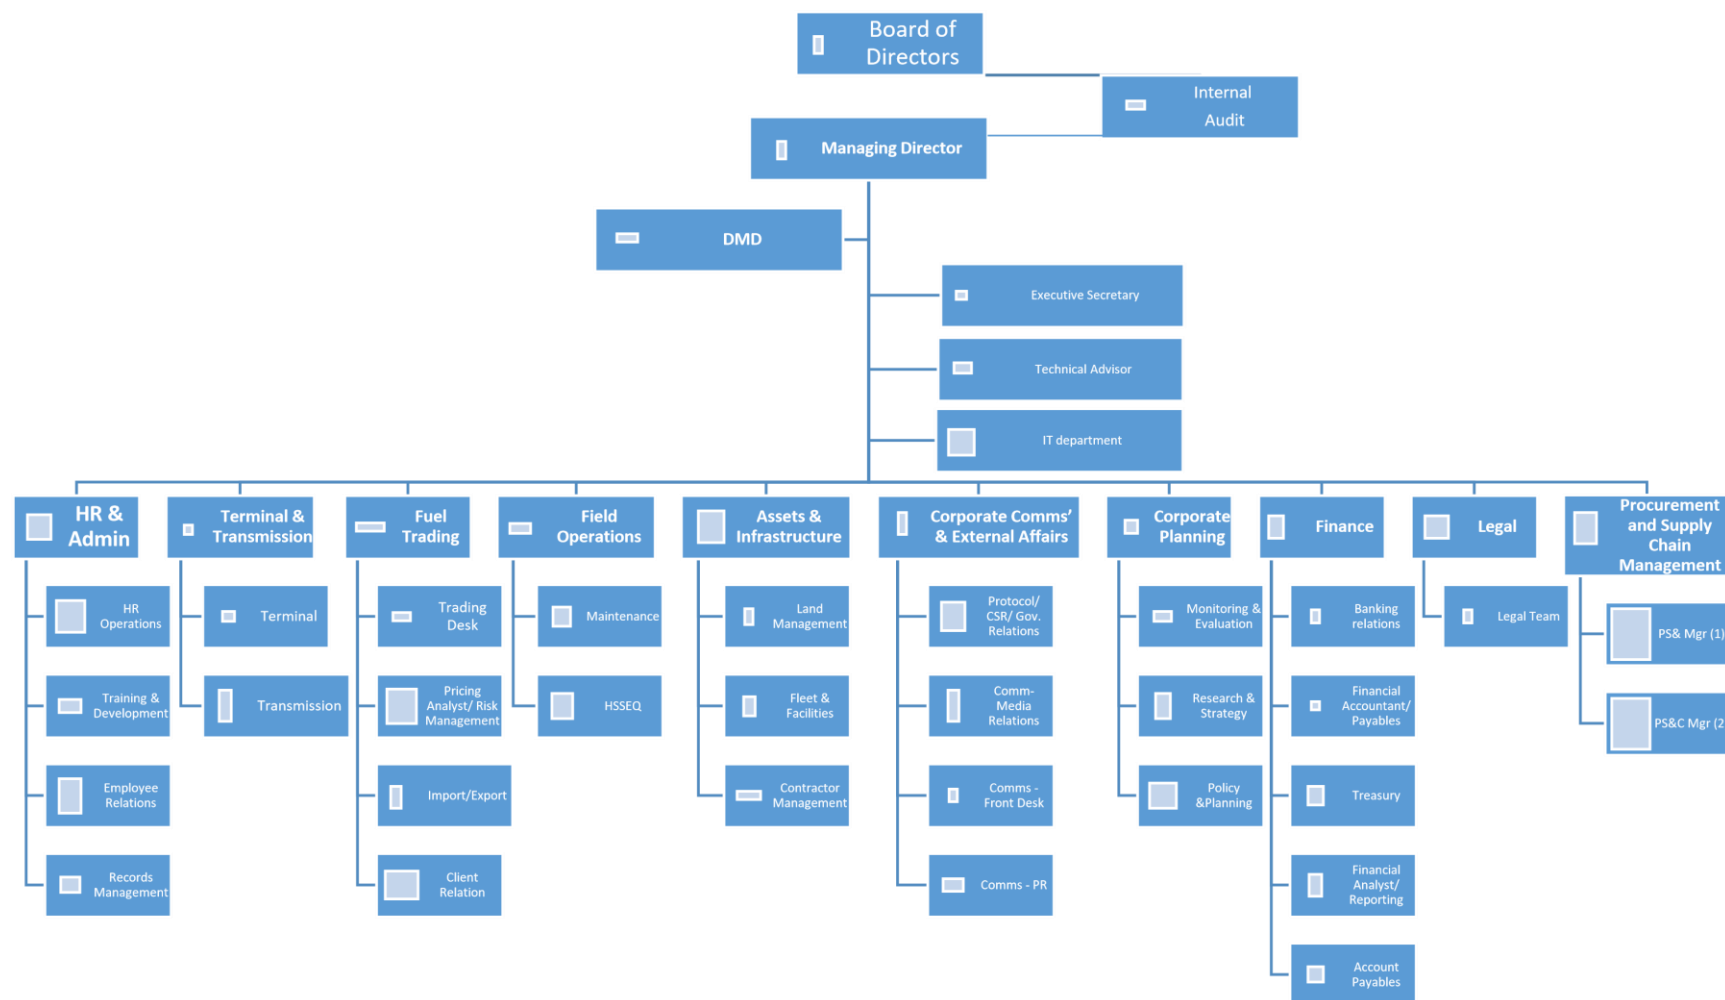 Board of
Directors
Internal
Audit
Managing Director
DMD
Executive Secretary
Technical Advisor
IT department
HR &
Admin
Terminal &
Transmission
Fuel
Trading
Field
Operations
Assets &
Infrastructure
Corporate Comms’
& External Affairs
Corporate
Planning
Finance
Legal
Procurement
and Supply
Chain
Management
HR
Operations
Training &
Development
Employee
Relations
Records
Management
Terminal
Transmission
Trading
Desk
Pricing
Analyst/ Risk
Management
Import/Export
Client
Relation
Maintenance
HSSEQ
Land
Management
Fleet &
Facilities
Contractor
Management
Protocol/
CSR/ Gov.
Relations
Comm-
Media
Relations
Comms -
Front Desk
Comms - PR
Monitoring &
Evaluation
Research &
Strategy
Policy
&Planning
Banking
relations
Financial
Accountant/
Payables
Treasury
Financial
Analyst/
Reporting
Account
Payables
Legal Team
PS& Mgr (1)
PS&C Mgr (2